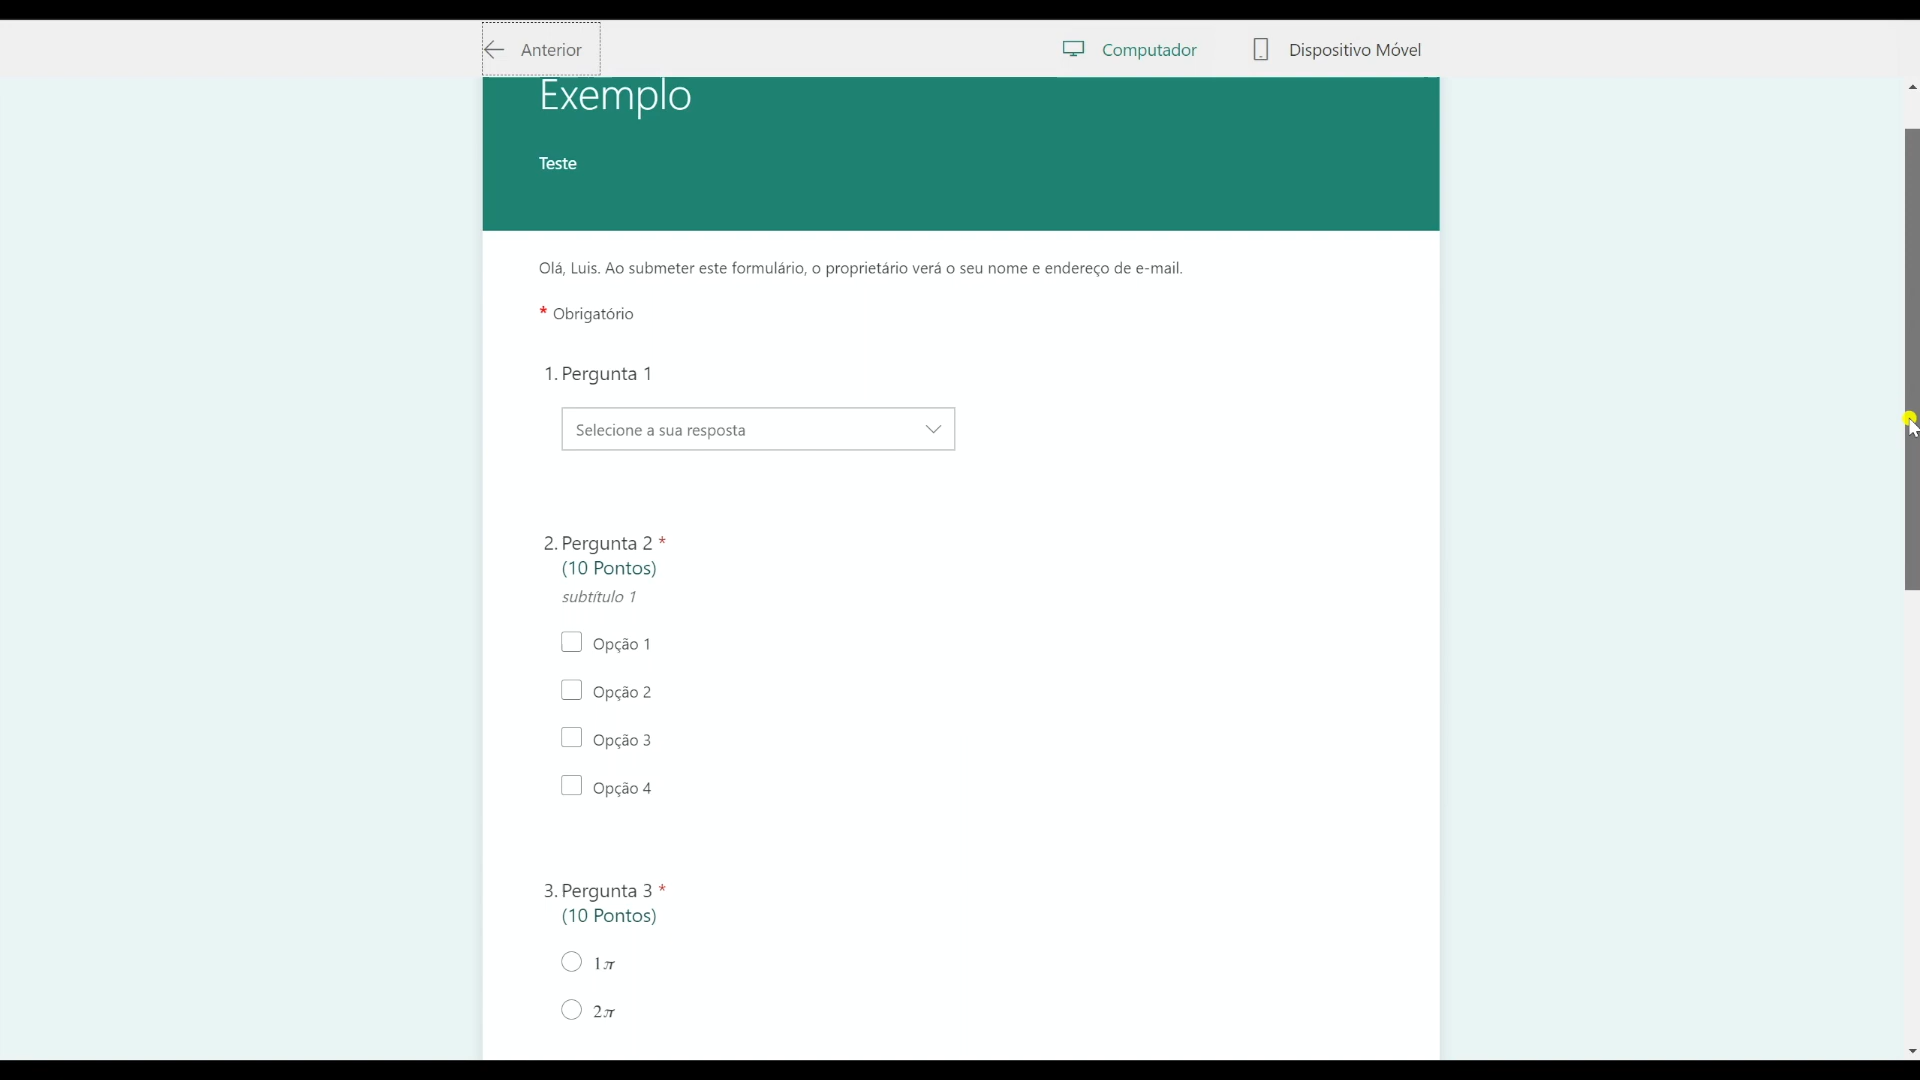 Anterior
Computador
Dispositivo Móvel
Exemplo
Teste
Olá, Luis. Ao submeter este formulário, o proprietário verá o seu nome e endereço de e-mail.
* Obrigatório
1. Pergunta 1
Selecione a sua resposta
2. Pergunta 2 *
(10 Pontos)
subtítulo 1
Opção 1
Opção 2
Opção 3
Opção 4
3. Pergunta 3 *
(10 Pontos)
1π
2π